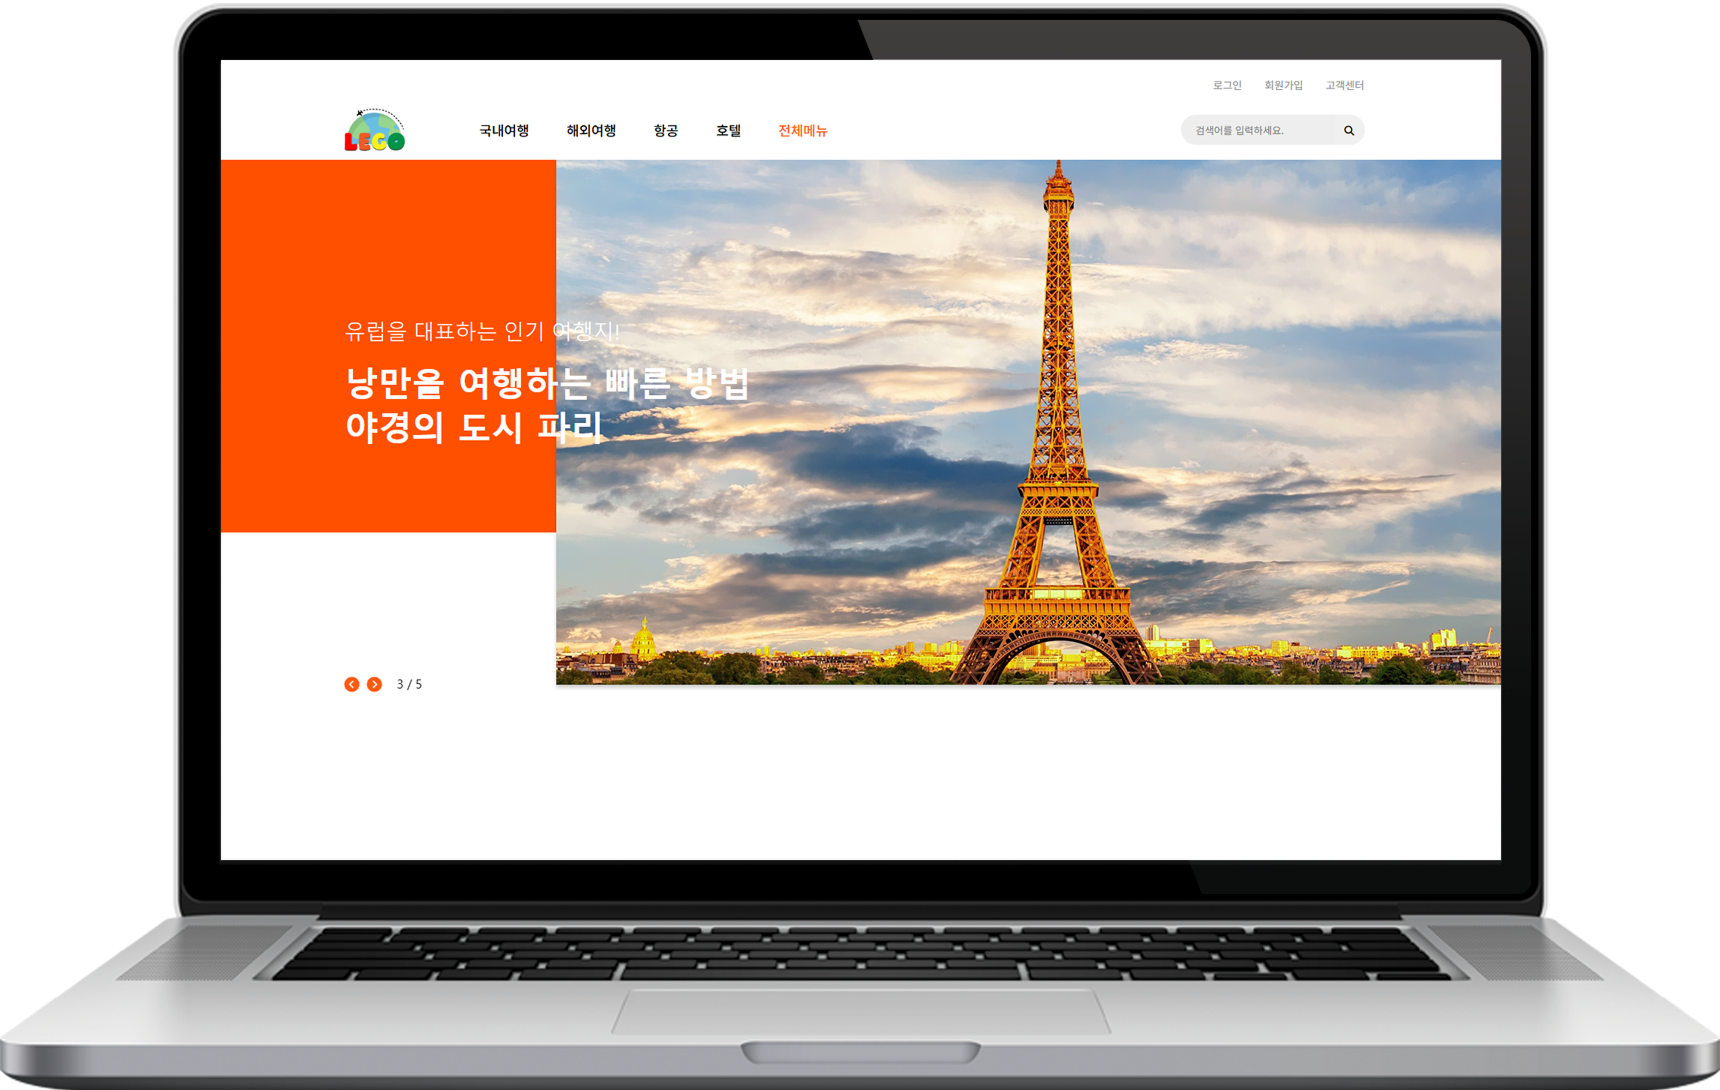 로그인 회원가입 고객센터
LEGO
국내여행 해외여행 항공 호텔 전체메뉴
검색어를 입력하세요.
유럽을 대표하는 인기 여행지!
낭만을 여행하는 빠른 방법
야경의 도시 파리
3 / 5